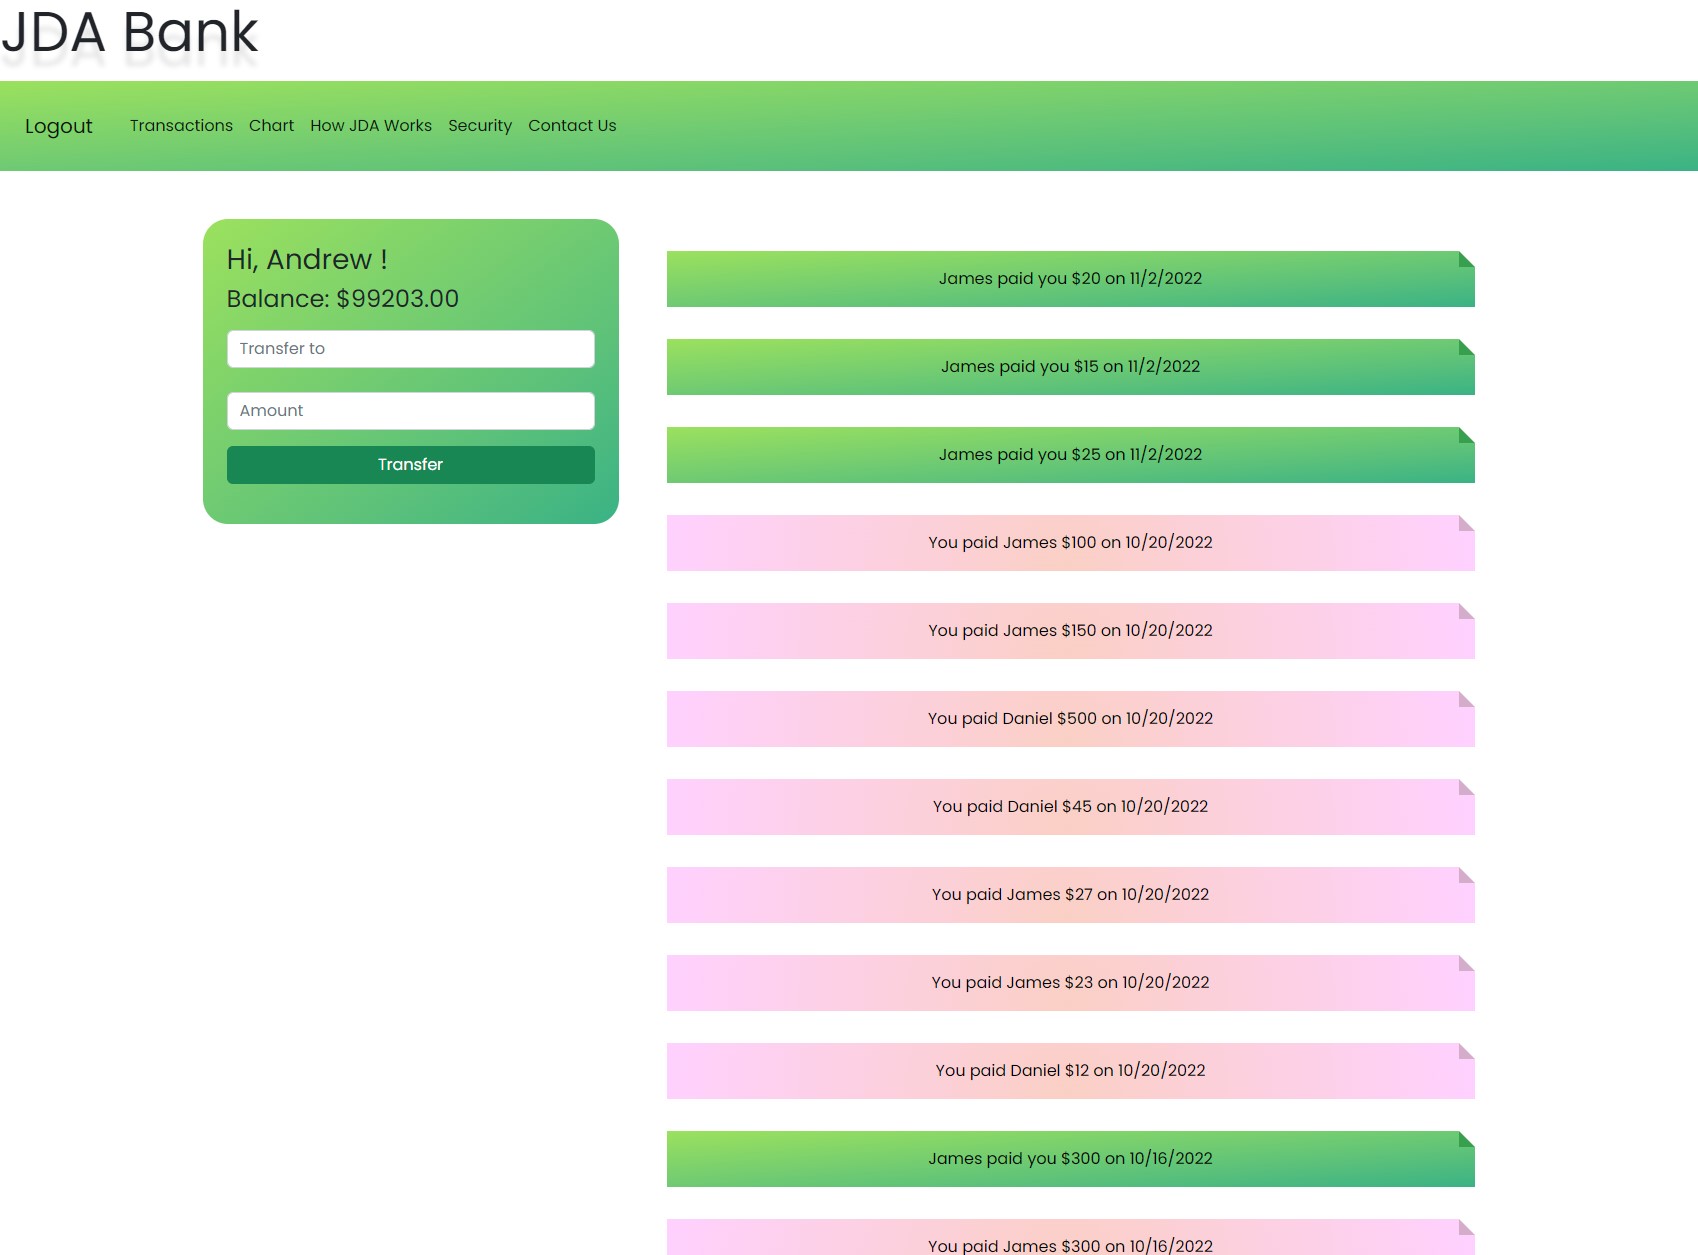 JDA Bank
Logout Transactions Chart How JDA Works Security Contact Us
Hi, Andrew !
Balance: $99203.00
Transfer to
Amount
Transfer
James paid you $20 on 11/2/2022
James paid you $15 on 11/2/2022
James paid you $25 on 11/2/2022
You paid James $100 on 10/20/2022
You paid James $150 on 10/20/2022
You paid Daniel $500 on 10/20/2022
You paid Daniel $45 on 10/20/2022
You paid James $27 on 10/20/2022
You paid James $23 on 10/20/2022
You paid Daniel $12 on 10/20/2022
James paid you $300 on 10/16/2022
You paid James $300 on 10/16/2022